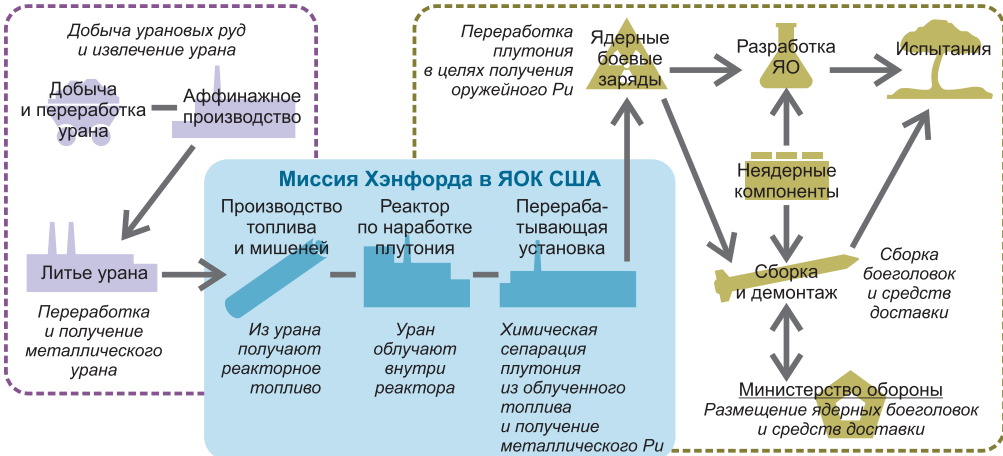 Добыча урановых руд
и извлечение урана
Добыча
и переработка
урана
Аффинажное
производство
Литье урана
Переработка
и получение
металлического
урана
Миссия Хэнфорда в ЯОК США
Производство
топлива
и мишеней
Из урана
получают
реакторное
топливо
Реактор
по наработке
плутония
Уран
облучают
внутри
реактора
Перераба-
тывающая
установка
Химическая
сепарация
плутония
из облученного
топлива
и получение
металлического Pu
Переработка
плутония
в целях получения
оружейного Pu
Ядерные
боевые
заряды
Разработка
ЯО
Испытания
Неядерные
компоненты
Сборка
и демонтаж
Сборка
боеголовок
и средств
доставки
Министерство обороны
Размещение ядерных боеголовок
и средств доставки